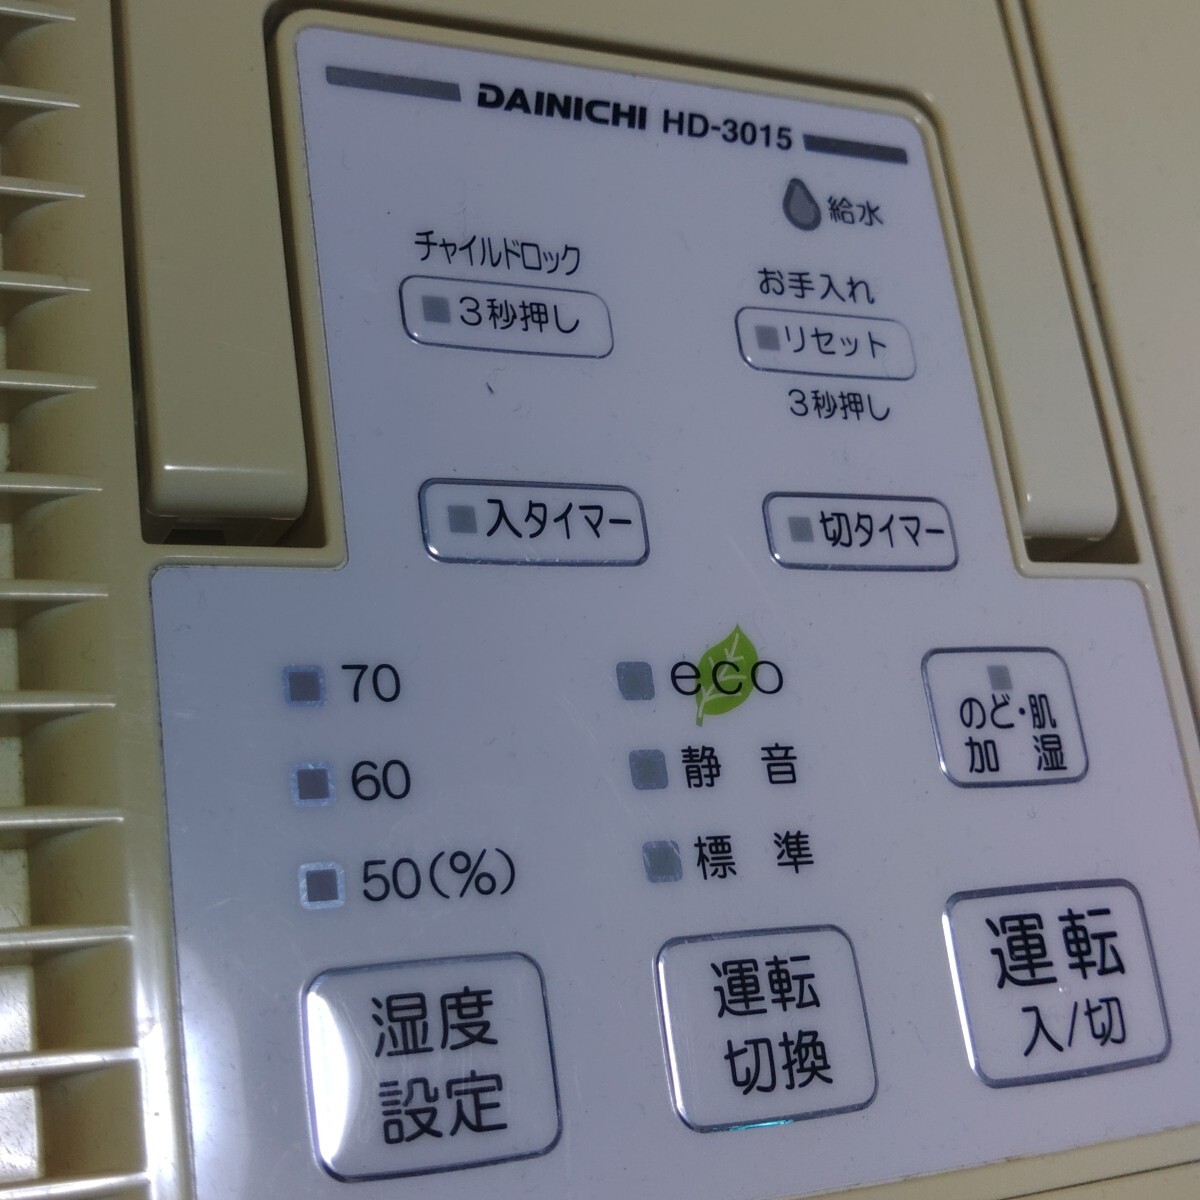 DAINICHI HD-3015
給水
チャイルドロック
3秒押し
お手入れ
リセット
3秒押し
入タイマー
切タイマー
70
60
50(%)
eco
静 音
標 準
のど・肌
加 湿
湿度
設定
運転
切換
運転
入/切